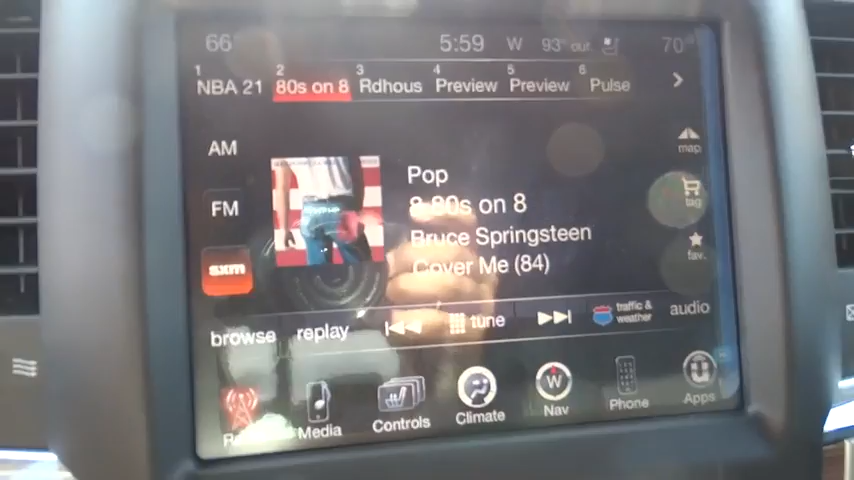 66° 5:59 W 93° out 70°
1 2 3 4 5 6
NBA 21 80s on 8 Rdhous Preview Preview Pulse
AM
map
Pop
FM
8 80s on 8
tag
Bruce Springsteen
sxm
Cover Me (84)
fav.
browse replay tune traffic & weather audio
W
Radio Media Controls Climate Nav Phone Apps